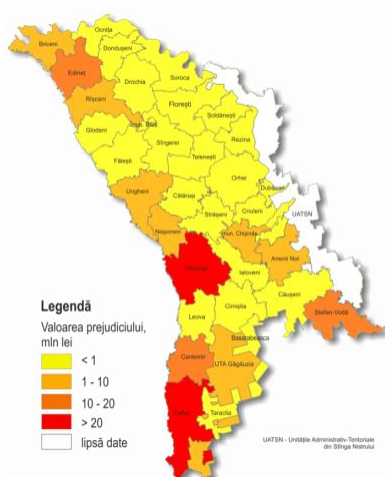 Ocnița
Briceni
Dondușeni
Edineț
Drochia
Soroca
Rîșcani
Florești
Șoldănești
mun. Bălți
Glodeni
Sîngerei
Rezina
Fălești
Telenești
Orhei
Ungheni
Călărași
Dubăsari
Criuleni
Strășeni
UATSN
Nisporeni
mun. Chișinău
Anenii Noi
Ialoveni
Căușeni
Leova
Cimișlia
Ștefan-Vodă
Basarabeasca
Cantemir
UTA Găgăuzia
Cahul
Taraclia
Legendă
Valoarea prejudiciului,
mln lei
< 1
1 - 10
10 - 20
> 20
lipsă date
UATSN - Unitățile Administrativ-Teritoriale
din Stînga Nistrului